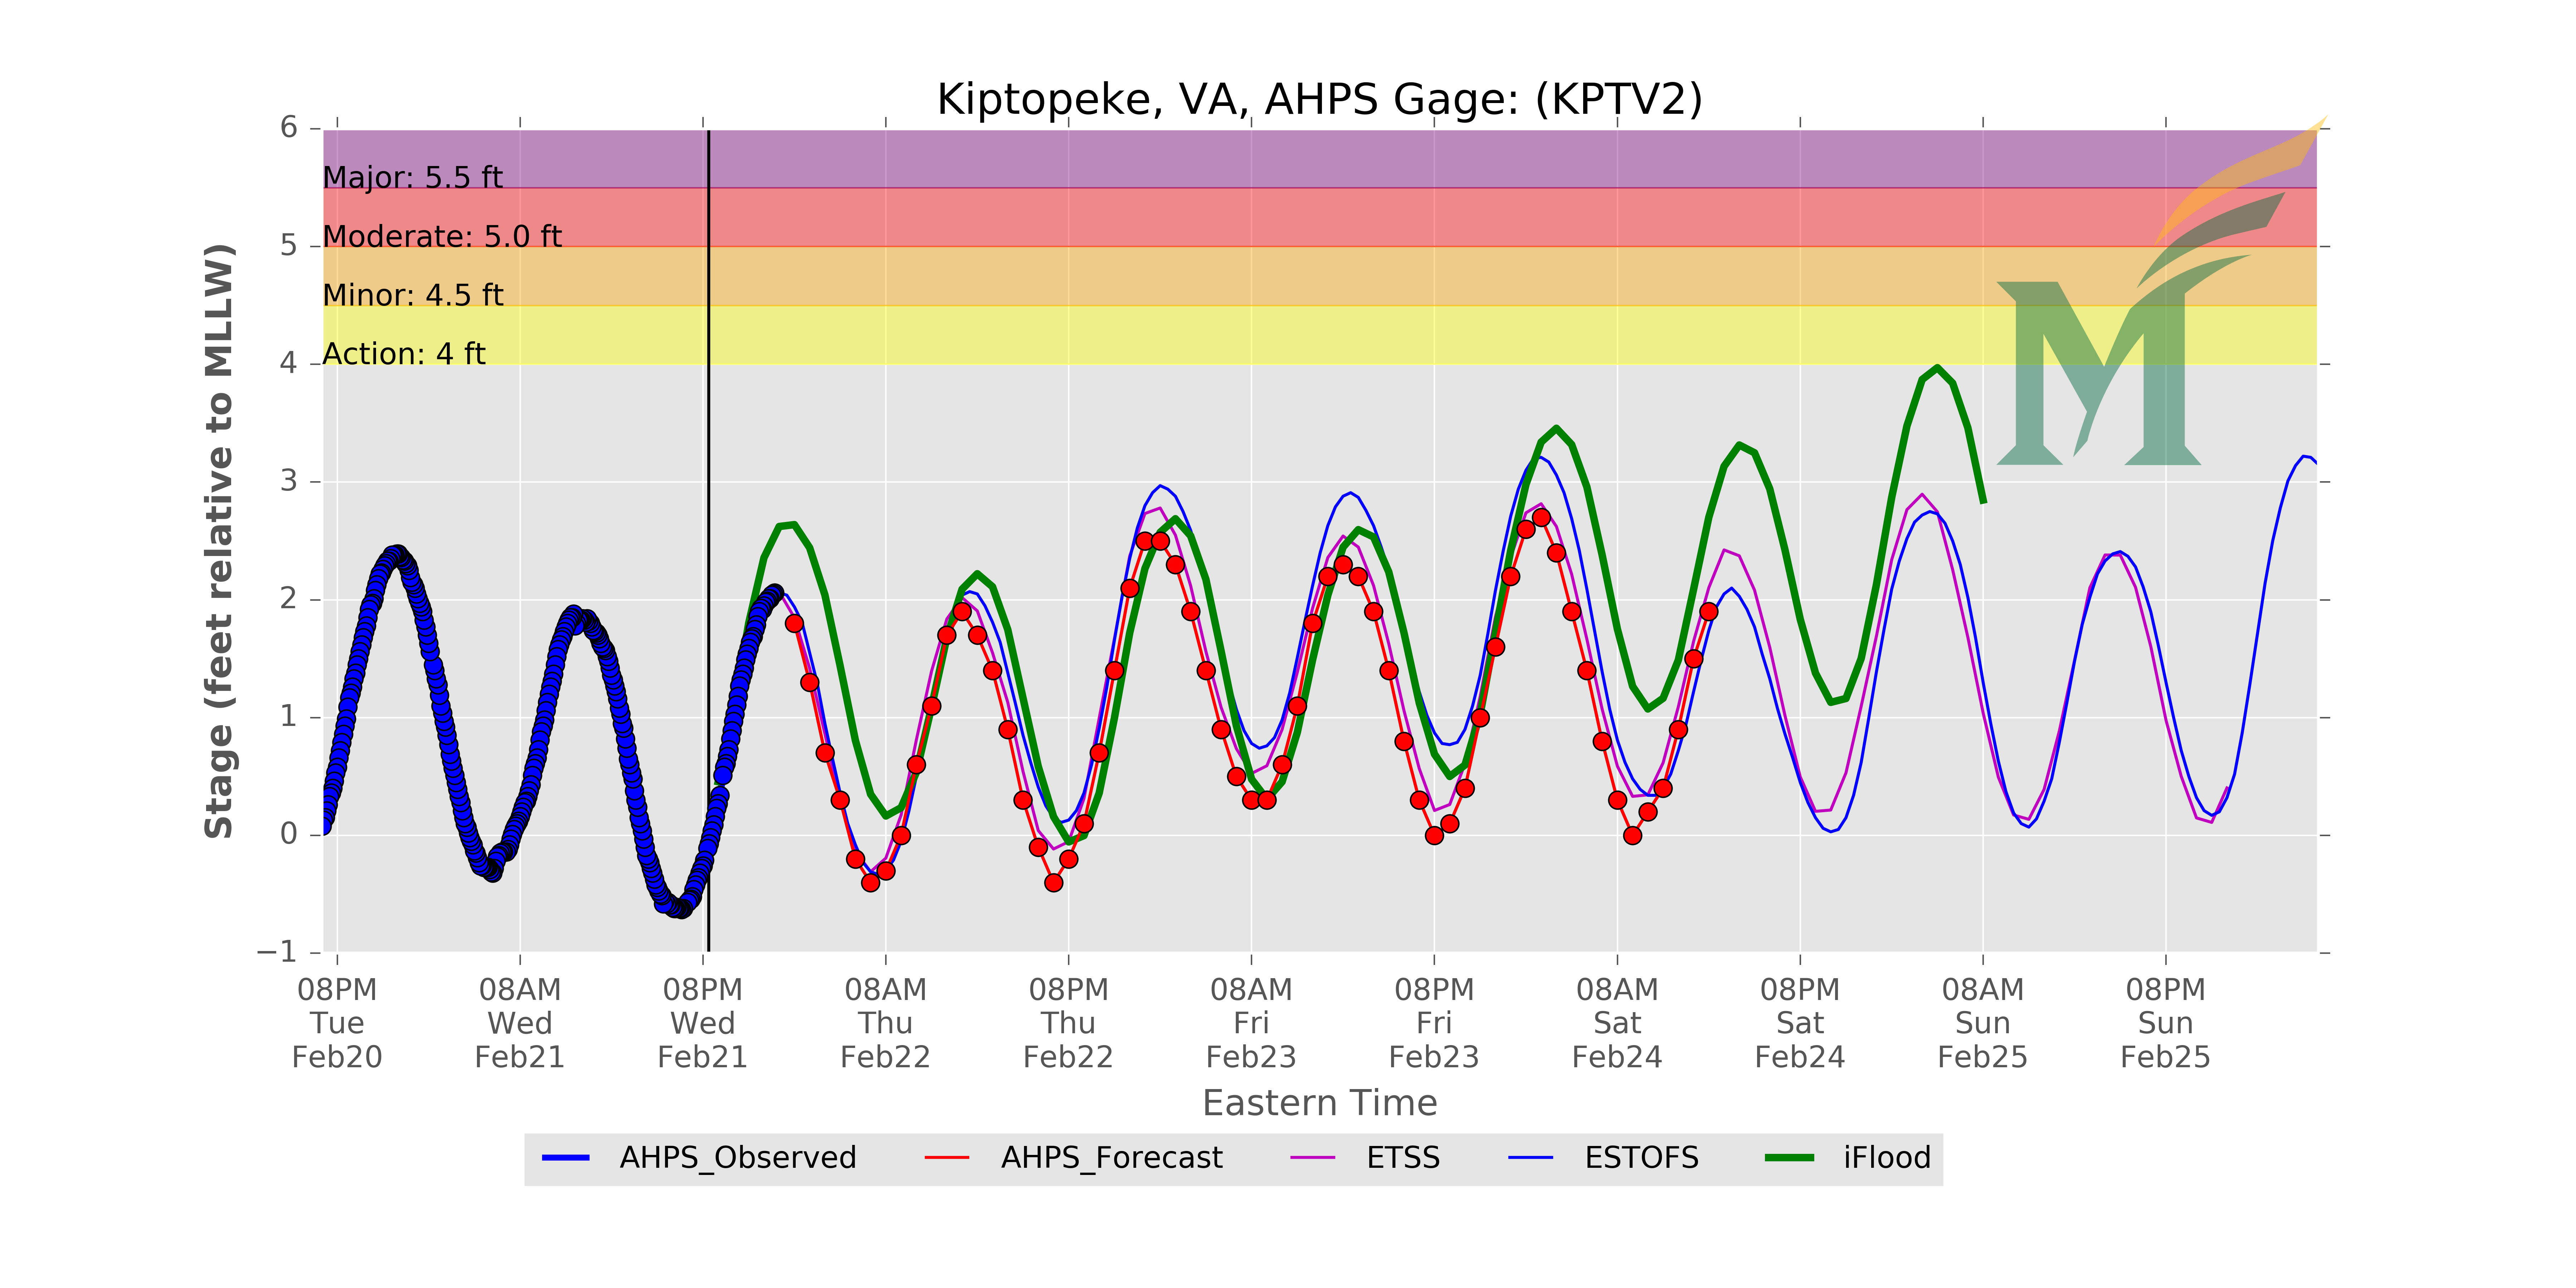 Kiptopeke, VA, AHPS Gage: (KPTV2)
Stage (feet relative to MLLW)
6
5
4
3
2
1
0
−1
Major: 5.5 ft
Moderate: 5.0 ft
Minor: 4.5 ft
Action: 4 ft
08PM 08AM 08PM 08AM 08PM 08AM 08PM 08AM 08PM 08AM 08PM
Tue Wed Wed Thu Thu Fri Fri Sat Sat Sun Sun
Feb20 Feb21 Feb21 Feb22 Feb22 Feb23 Feb23 Feb24 Feb24 Feb25 Feb25
Eastern Time
AHPS_Observed AHPS_Forecast ETSS ESTOFS iFlood
M